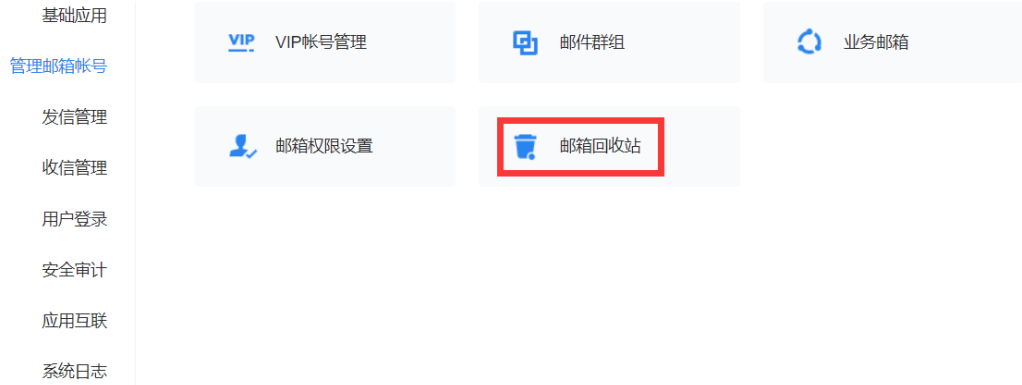 基础应用
管理邮箱帐号
发信管理
收信管理
用户登录
安全审计
应用互联
系统日志
VIP VIP帐号管理
邮件群组
业务邮箱
邮箱权限设置
邮箱回收站